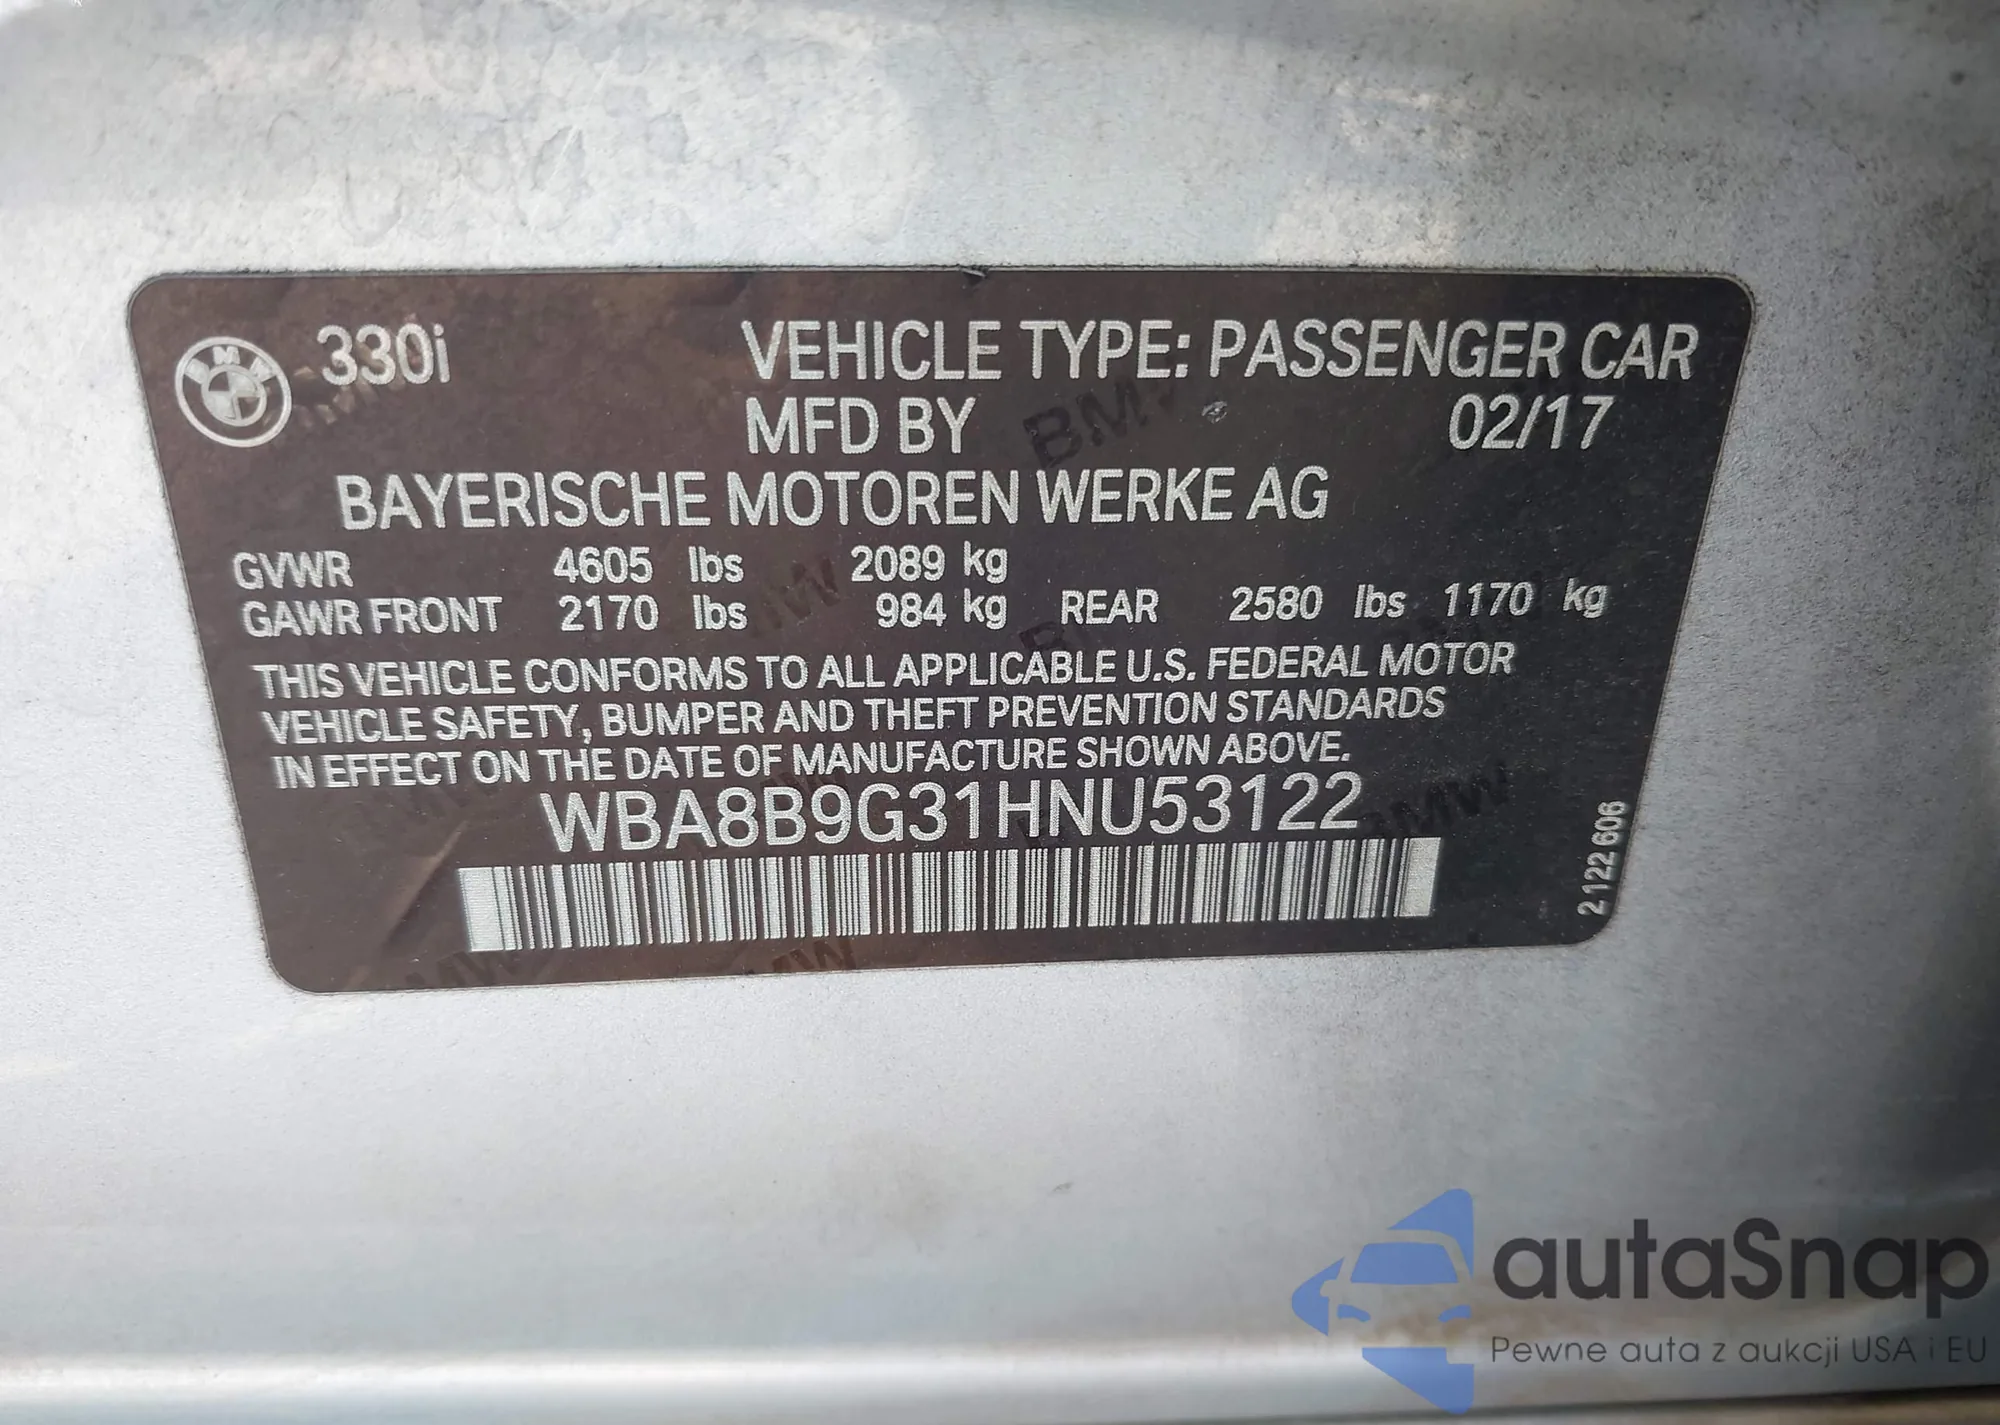 BMW 330i VEHICLE TYPE: PASSENGER CAR
MFD BY 02/17
BAYERISCHE MOTOREN WERKE AG
GVWR 4605 lbs 2089 kg
GAWR FRONT 2170 lbs 984 kg REAR 2580 lbs 1170 kg
THIS VEHICLE CONFORMS TO ALL APPLICABLE U.S. FEDERAL MOTOR
VEHICLE SAFETY, BUMPER AND THEFT PREVENTION STANDARDS
IN EFFECT ON THE DATE OF MANUFACTURE SHOWN ABOVE.
WBA8B9G31HNU53122
2122606
autaSnap
Pewne auta z aukcji USA i EU